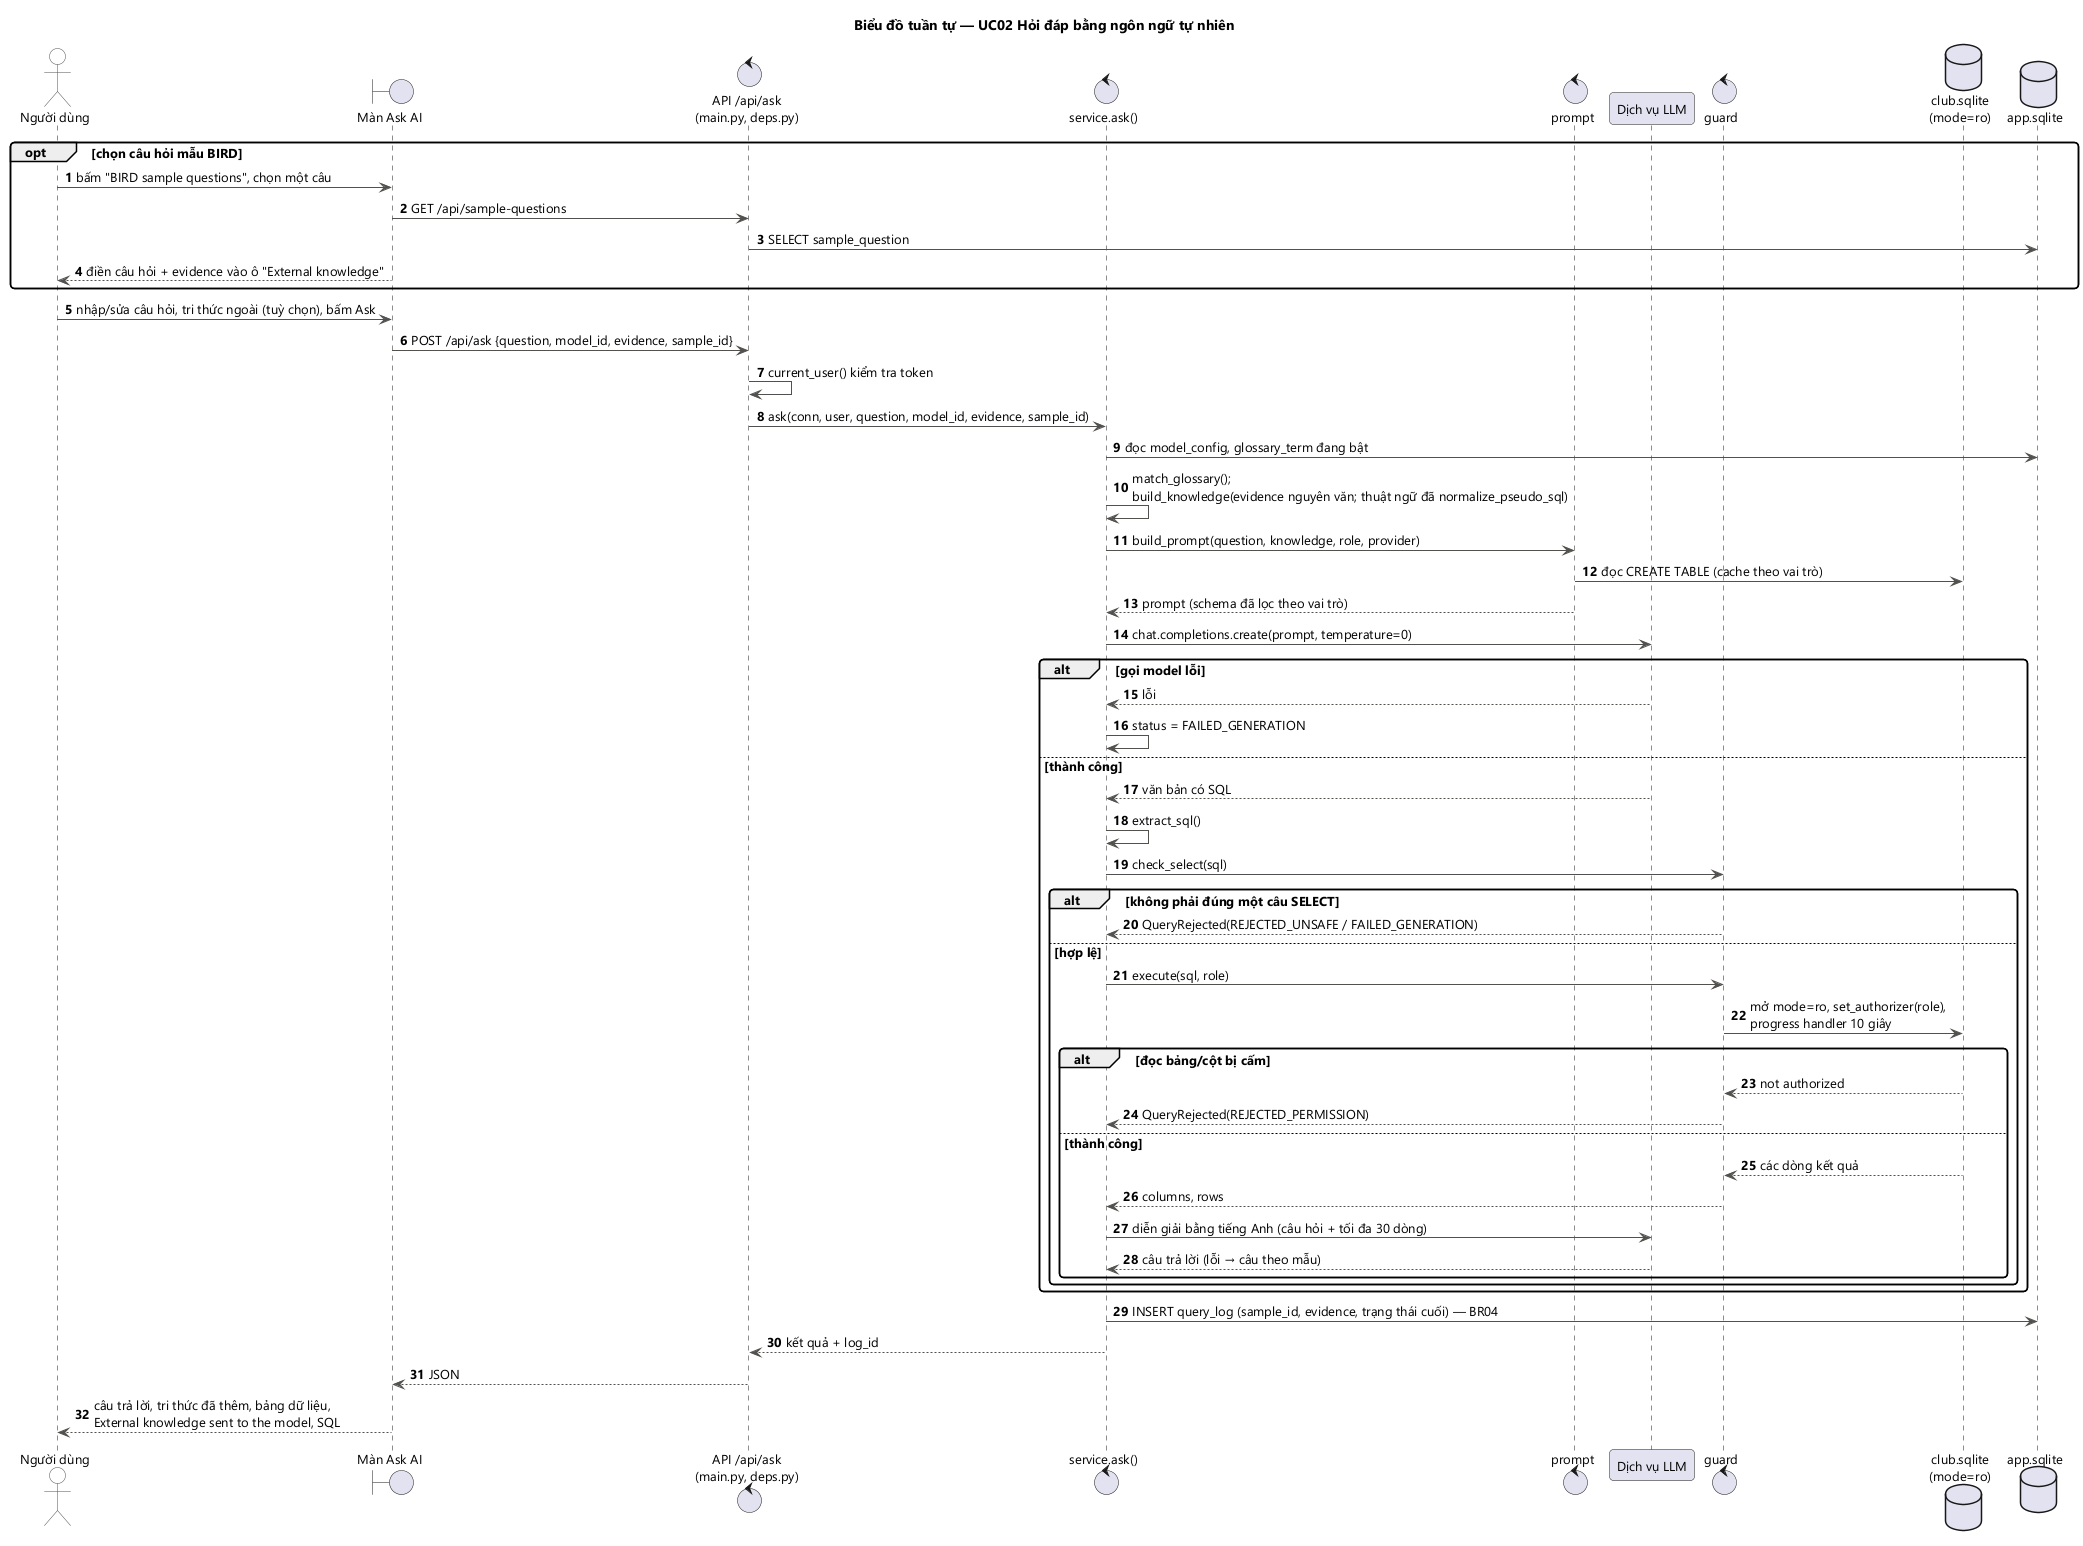 Biểu đồ tuần tự — UC02 Hỏi đáp bằng ngôn ngữ tự nhiên
Người dùng
Màn Ask AI
API /api/ask
(main.py, deps.py)
service.ask()
prompt
Dịch vụ LLM
guard
club.sqlite
(mode=ro)
app.sqlite
opt [chọn câu hỏi mẫu BIRD]
1 bấm "BIRD sample questions", chọn một câu
2 GET /api/sample-questions
3 SELECT sample_question
4 điền câu hỏi + evidence vào ô "External knowledge"
5 nhập/sửa câu hỏi, tri thức ngoài (tuỳ chọn), bấm Ask
6 POST /api/ask {question, model_id, evidence, sample_id}
7 current_user() kiểm tra token
8 ask(conn, user, question, model_id, evidence, sample_id)
9 đọc model_config, glossary_term đang bật
10 match_glossary();
build_knowledge(evidence nguyên văn; thuật ngữ đã normalize_pseudo_sql)
11 build_prompt(question, knowledge, role, provider)
12 đọc CREATE TABLE (cache theo vai trò)
13 prompt (schema đã lọc theo vai trò)
14 chat.completions.create(prompt, temperature=0)
alt [gọi model lỗi]
15 lỗi
16 status = FAILED_GENERATION
[thành công]
17 văn bản có SQL
18 extract_sql()
19 check_select(sql)
alt [không phải đúng một câu SELECT]
20 QueryRejected(REJECTED_UNSAFE / FAILED_GENERATION)
[hợp lệ]
21 execute(sql, role)
22 mở mode=ro, set_authorizer(role),
progress handler 10 giây
alt [đọc bảng/cột bị cấm]
23 not authorized
24 QueryRejected(REJECTED_PERMISSION)
[thành công]
25 các dòng kết quả
26 columns, rows
27 diễn giải bằng tiếng Anh (câu hỏi + tối đa 30 dòng)
28 câu trả lời (lỗi → câu theo mẫu)
29 INSERT query_log (sample_id, evidence, trạng thái cuối) — BR04
30 kết quả + log_id
31 JSON
32 câu trả lời, tri thức đã thêm, bảng dữ liệu,
External knowledge sent to the model, SQL
Người dùng
Màn Ask AI
API /api/ask
(main.py, deps.py)
service.ask()
prompt
Dịch vụ LLM
guard
club.sqlite
(mode=ro)
app.sqlite